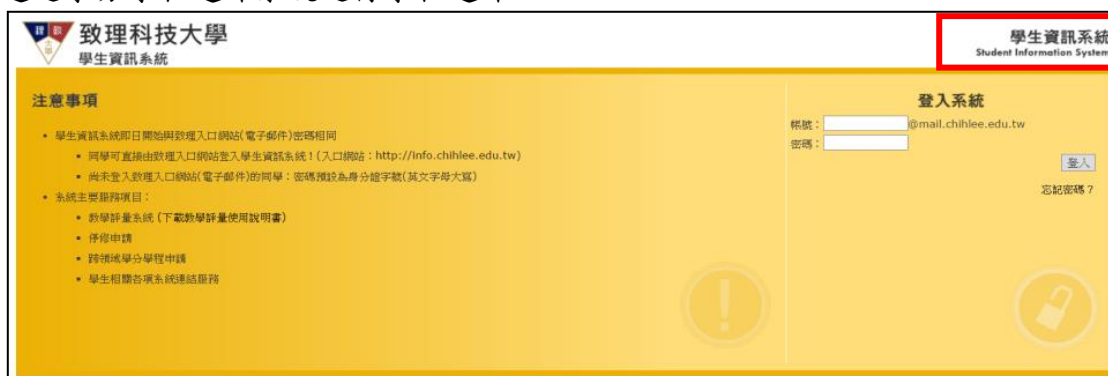 致理科技大學
學生資訊系統
學生資訊系統
Student Information System
注意事項
學生資訊系統即日開始與致理入口網站(電子郵件)密碼相同
同學可直接由致理入口網站登入學生資訊系統！(入口網站：http://info.chihlee.edu.tw)
尚未登入致理入口網站(電子郵件)的同學：密碼預設為身分證字號(英文字母大寫)
系統主要服務項目：
教學評量系統 (下載教學評量使用說明書)
停修申請
跨領域學分學程申請
學生相關各項系統連結服務
登入系統
帳號： @mail.chihlee.edu.tw
密碼：
登入
忘記密碼？